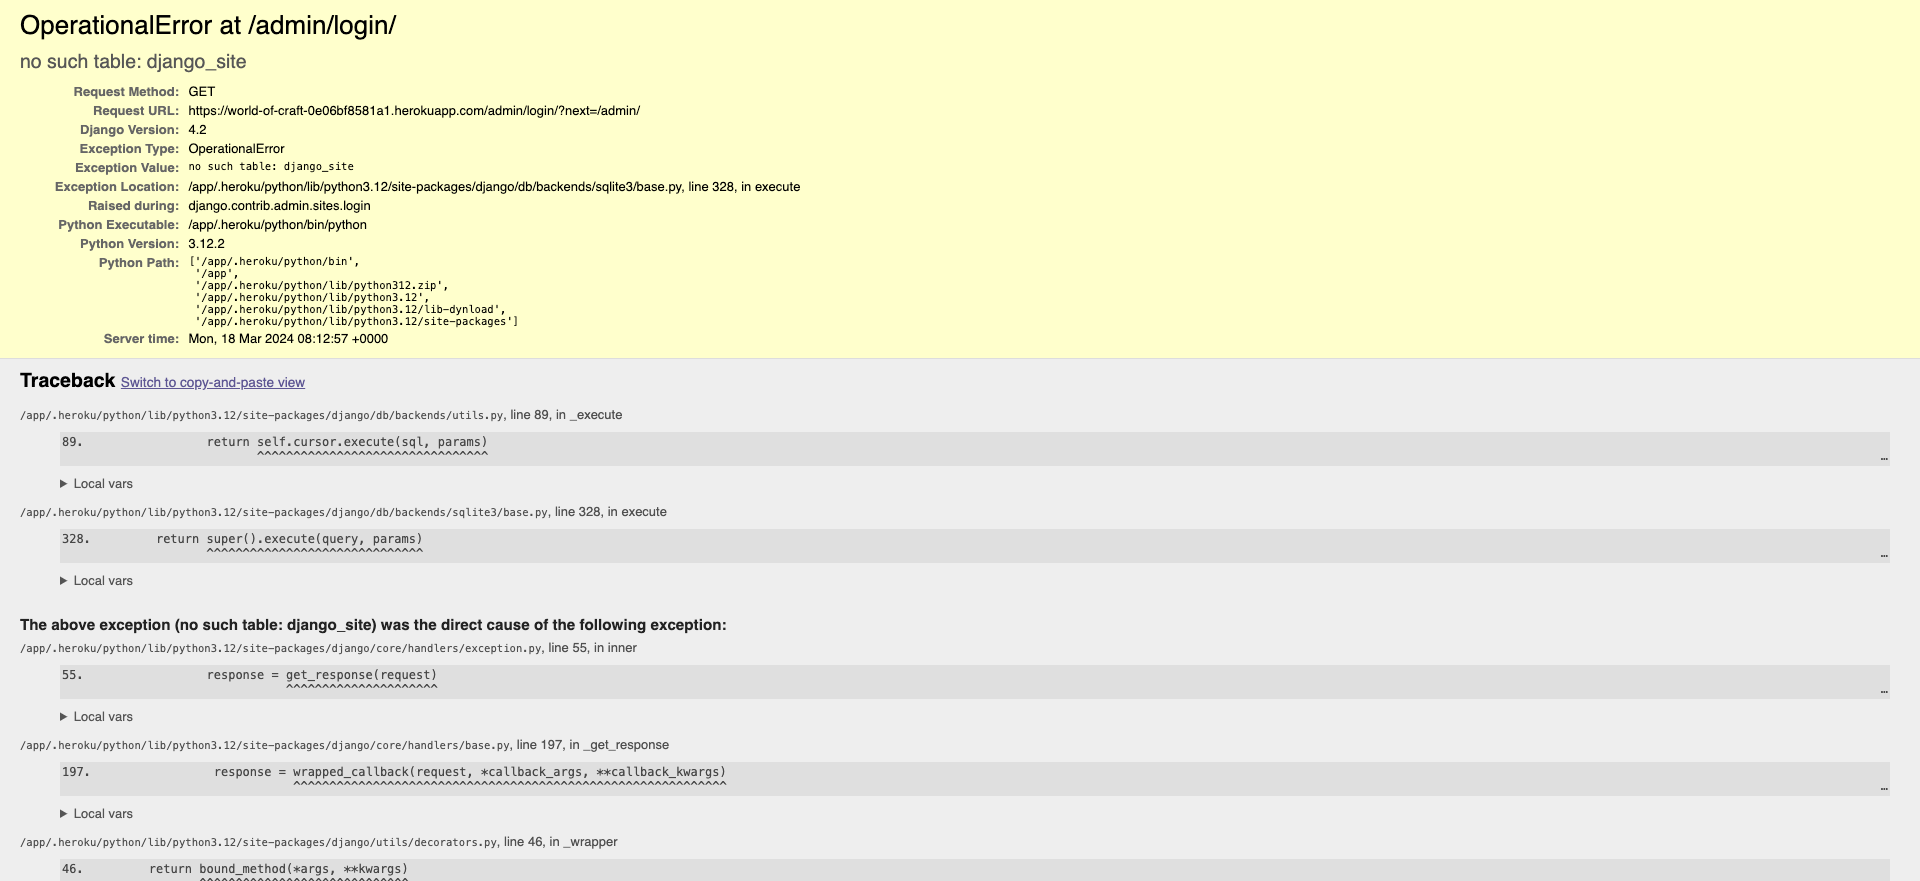 OperationalError at /admin/login/
no such table: django_site
Request Method: GET
Request URL: https://world-of-craft-0e06bf8581a1.herokuapp.com/admin/login/?next=/admin/
Django Version: 4.2
Exception Type: OperationalError
Exception Value: no such table: django_site
Exception Location: /app/.heroku/python/lib/python3.12/site-packages/django/db/backends/sqlite3/base.py, line 328, in execute
Raised during: django.contrib.admin.sites.login
Python Executable: /app/.heroku/python/bin/python
Python Version: 3.12.2
Python Path: ['/app/.heroku/python/bin',
'/app',
'/app/.heroku/python/lib/python312.zip',
'/app/.heroku/python/lib/python3.12',
'/app/.heroku/python/lib/python3.12/lib-dynload',
'/app/.heroku/python/lib/python3.12/site-packages']
Server time: Mon, 18 Mar 2024 08:12:57 +0000
Traceback Switch to copy-and-paste view
/app/.heroku/python/lib/python3.12/site-packages/django/db/backends/utils.py, line 89, in _execute
89. return self.cursor.execute(sql, params)
^^^^^^^^^^^^^^^^^^^^^^^^^^^^^^^^ …
▶ Local vars
/app/.heroku/python/lib/python3.12/site-packages/django/db/backends/sqlite3/base.py, line 328, in execute
328. return super().execute(query, params)
^^^^^^^^^^^^^^^^^^^^^^^^^^^^^^ …
▶ Local vars
The above exception (no such table: django_site) was the direct cause of the following exception:
/app/.heroku/python/lib/python3.12/site-packages/django/core/handlers/exception.py, line 55, in inner
55. response = get_response(request)
^^^^^^^^^^^^^^^^^^^^^ …
▶ Local vars
/app/.heroku/python/lib/python3.12/site-packages/django/core/handlers/base.py, line 197, in _get_response
197. response = wrapped_callback(request, *callback_args, **callback_kwargs)
^^^^^^^^^^^^^^^^^^^^^^^^^^^^^^^^^^^^^^^^^^^^^^^^^^^^^^^^^^^^ …
▶ Local vars
/app/.heroku/python/lib/python3.12/site-packages/django/utils/decorators.py, line 46, in _wrapper
46. return bound_method(*args, **kwargs)
^^^^^^^^^^^^^^^^^^^^^^^^^^^^^